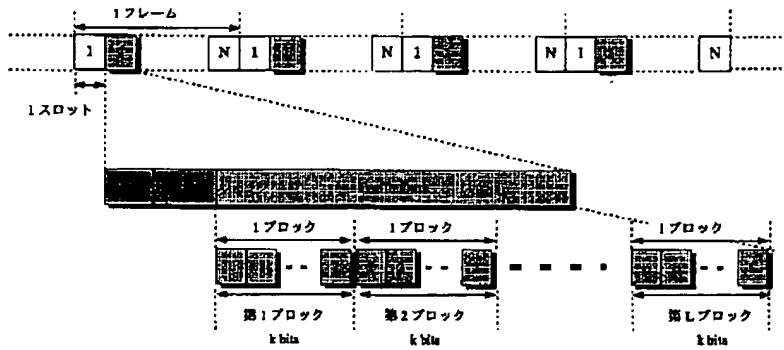 1フレーム
1 N 1 N 1 N 1 N
1スロット
1ブロック 1ブロック 1ブロック
第1ブロック 第2ブロック 第Lブロック
k bits k bits k bits